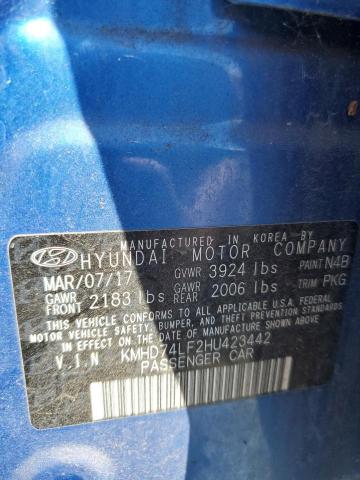 MANUFACTURED IN KOREA BY
HYUNDAI MOTOR COMPANY
MAR/07/17 GVWR 3924 lbs PAINT N4B
GAWR FRONT 2183 lbs GAWR REAR 2006 lbs TRIM PKG
THIS VEHICLE CONFORMS TO ALL APPLICABLE U.S.A. FEDERAL
MOTOR VEHICLE SAFETY, BUMPER, AND THEFT PREVENTION
STANDARDS IN EFFECT ON THE DATE OF MANUFACTURE SHOWN ABOVE.
V.I.N KMHD74LF2HU423442
PASSENGER CAR